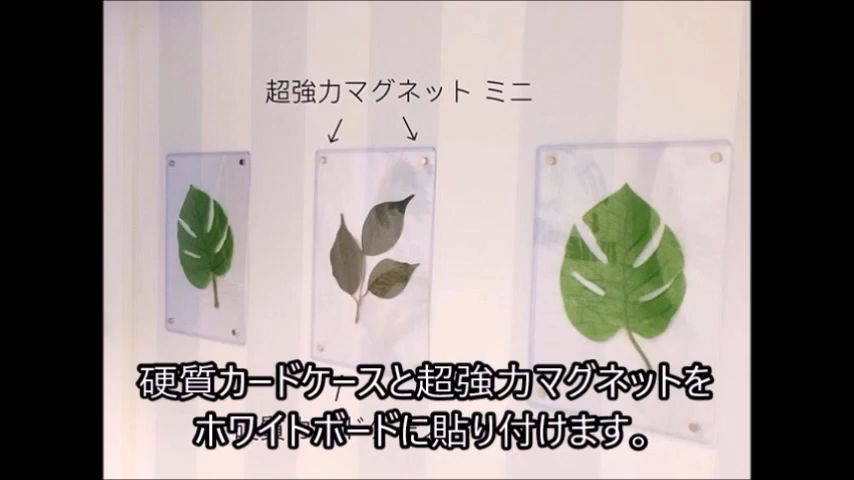 超強力マグネット ミニ
硬質カードケースと超強力マグネットを
ホワイトボードに貼り付けます。